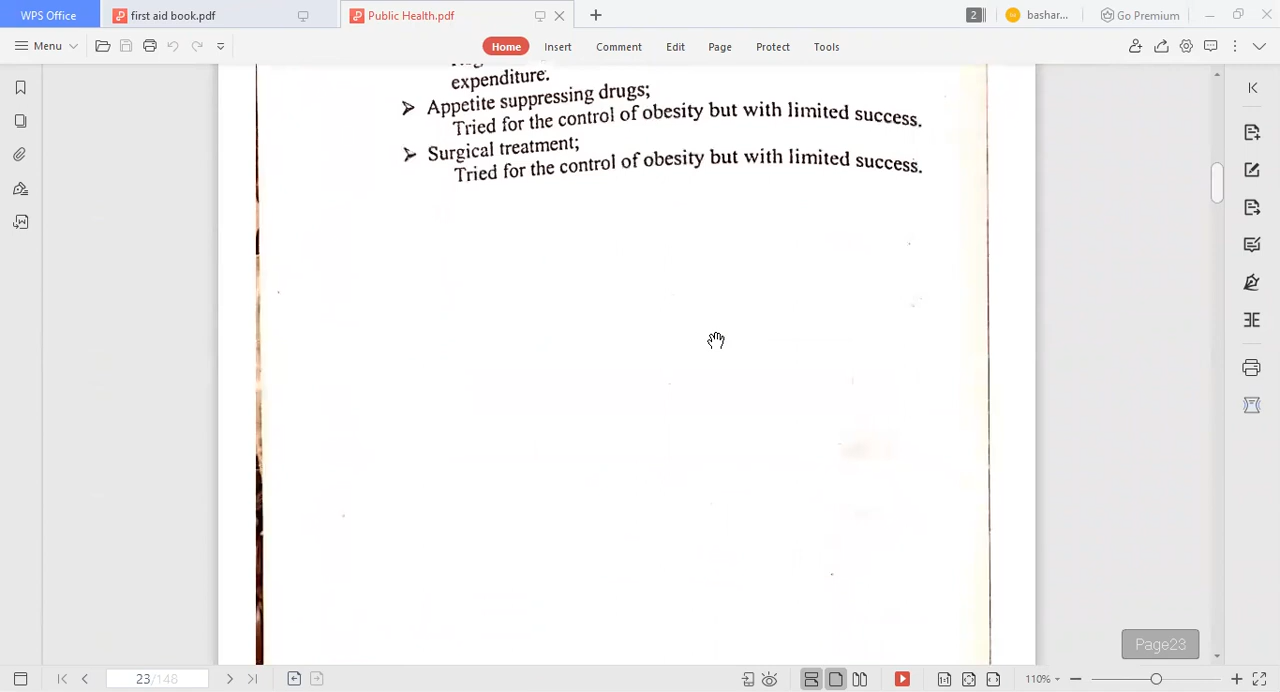 WPS Office
first aid book.pdf
Public Health.pdf
2
bashar...
Go Premium
Menu
Home
Insert
Comment
Edit
Page
Protect
Tools
expenditure.
➢ Appetite suppressing drugs;
Tried for the control of obesity but with limited success.
➢ Surgical treatment;
Tried for the control of obesity but with limited success.
Page23
23/148
110%